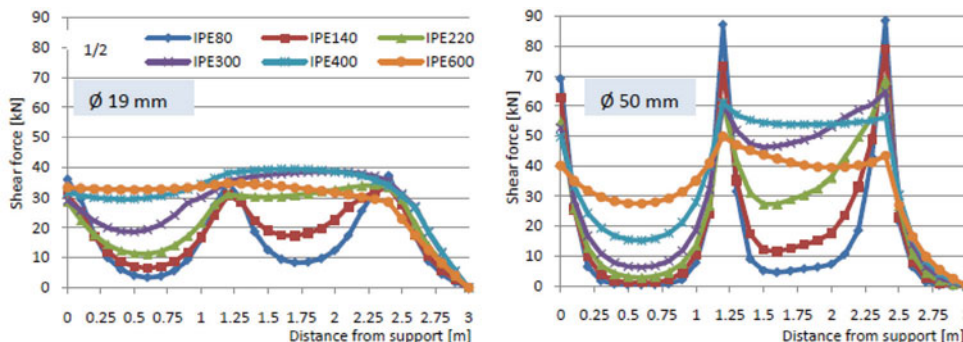 Shear force [kN]
90
80
70
60
50
40
30
20
10
0
1/2
IPE80 IPE140 IPE220
IPE300 IPE400 IPE600
Ø 19 mm
0 0.25 0.5 0.75 1 1.25 1.5 1.75 2 2.25 2.5 2.75 3
Distance from support [m]
Shear force [kN]
90
80
70
60
50
40
30
20
10
0
Ø 50 mm
0 0.25 0.5 0.75 1 1.25 1.5 1.75 2 2.25 2.5 2.75
Distance from support [m]